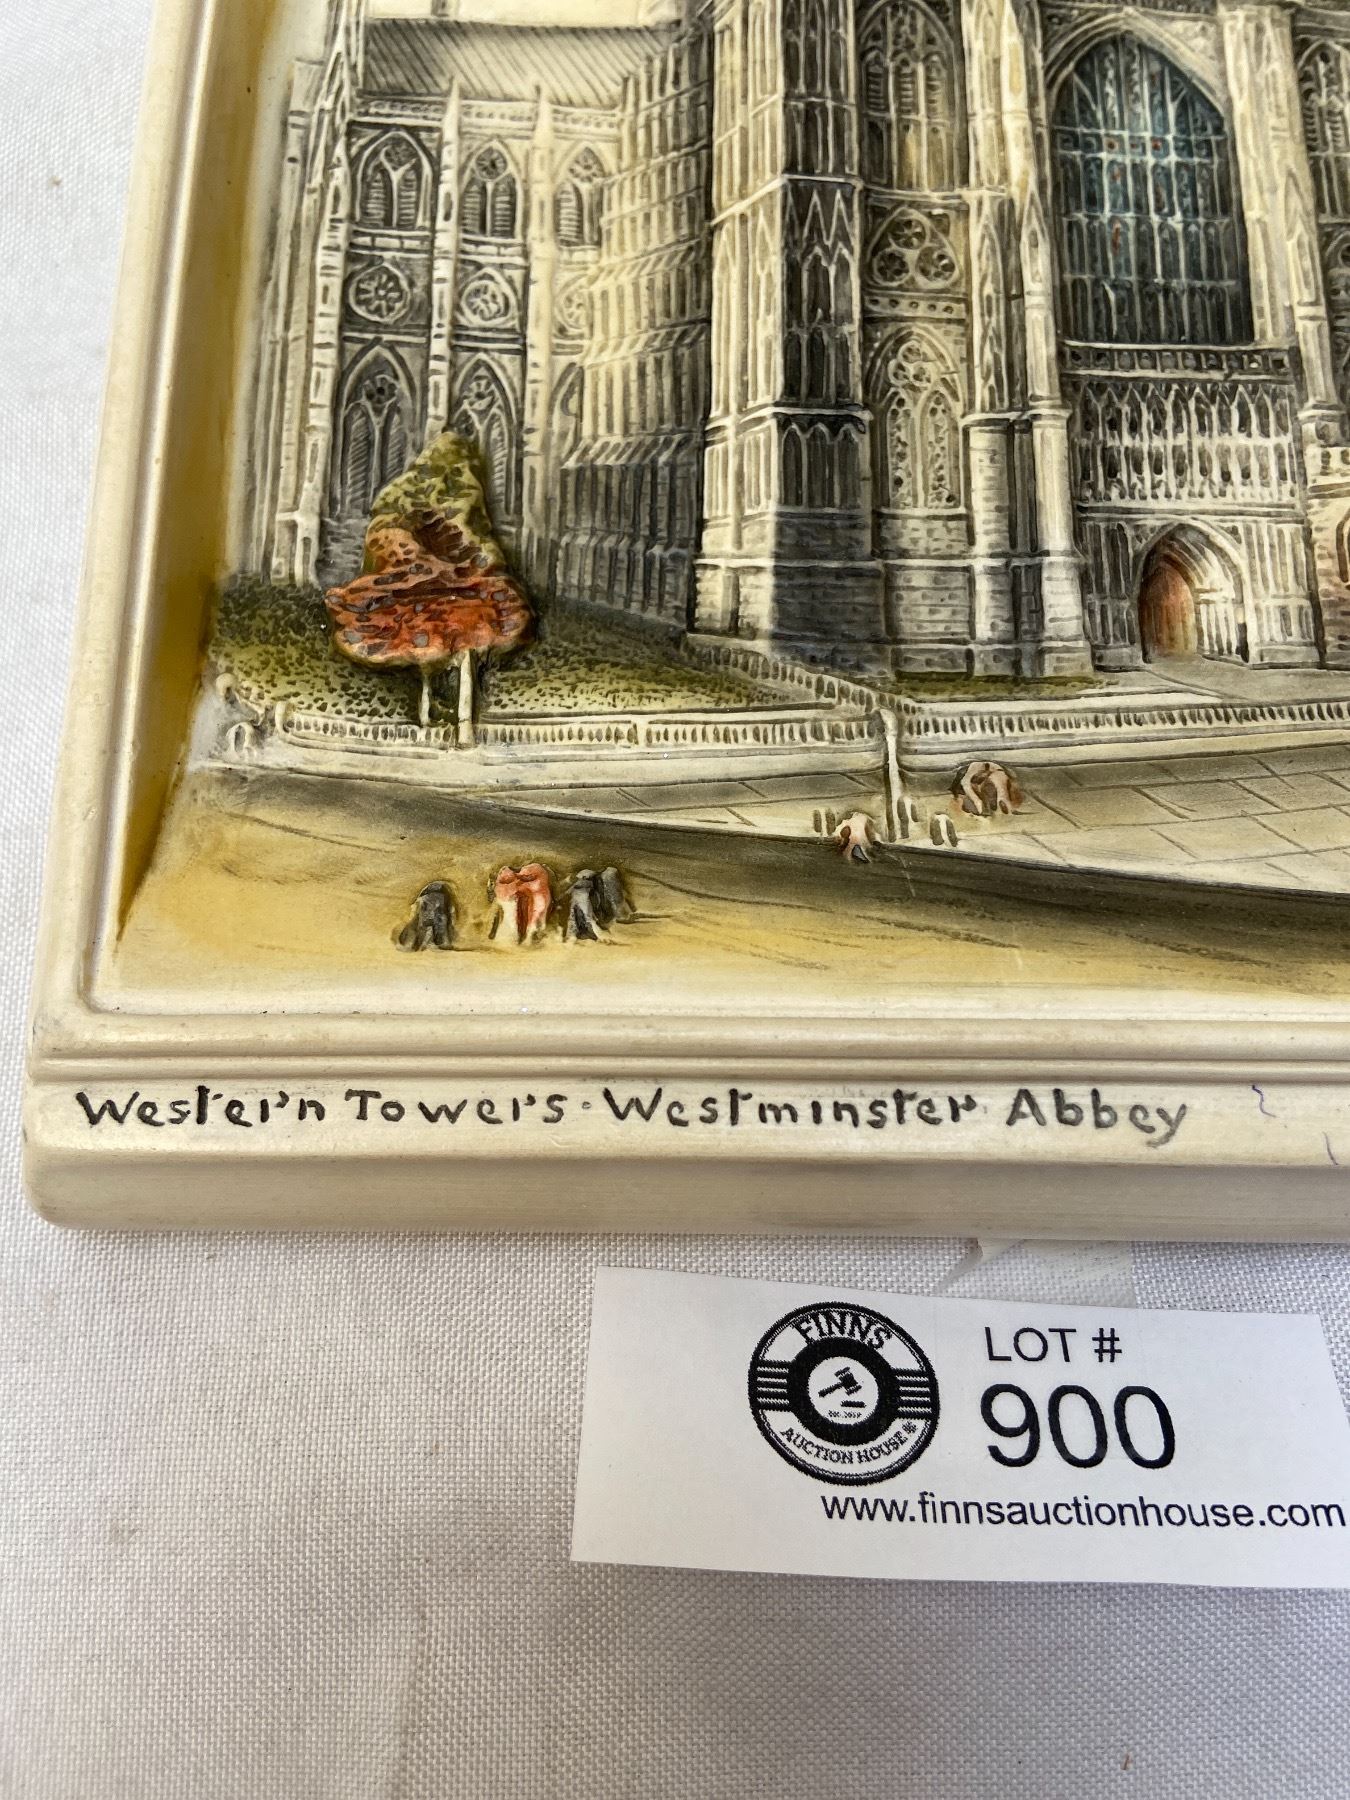 Western Towers · Westminster Abbey
FINNS
AUCTION HOUSE
LOT #
900
www.finnsauctionhouse.com